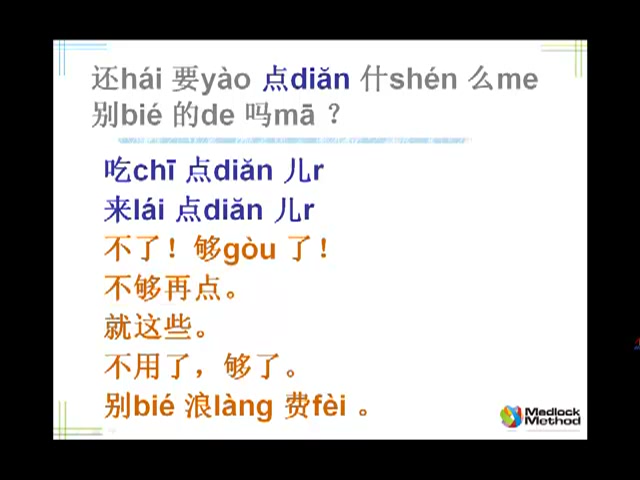 还hái 要yào 点diǎn 什shén 么me
别bié 的de 吗mā ？
吃chī 点diǎn 儿r
来lái 点diǎn 儿r
不了！够gòu 了！
不够再点。
就这些。
不用了，够了。
别bié 浪làng 费fèi 。
Medlock
Method